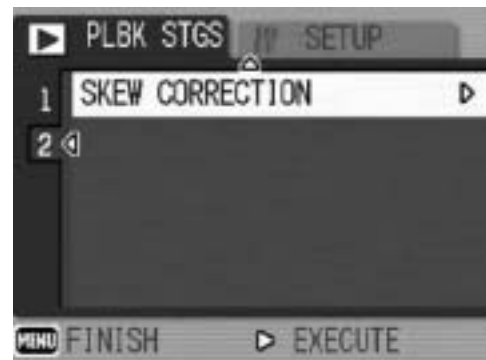 PLBK STGS SETUP
1 SKEW CORRECTION
2
MENU FINISH EXECUTE